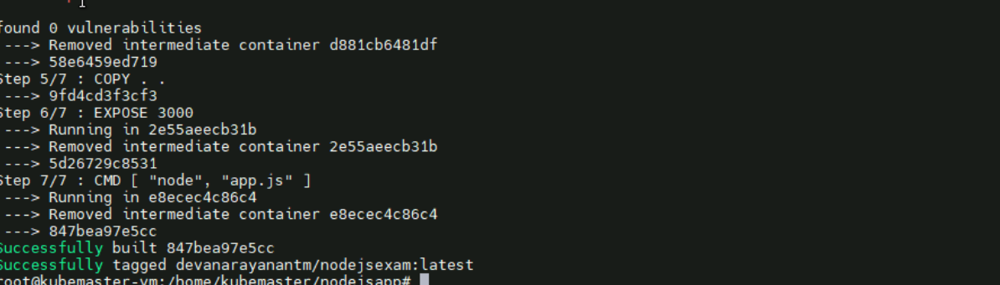 found 0 vulnerabilities
---> Removed intermediate container d881cb6481df
---> 58e6459ed719
Step 5/7 : COPY . .
---> 9fd4cd3f3cf3
Step 6/7 : EXPOSE 3000
---> Running in 2e55aeecb31b
---> Removed intermediate container 2e55aeecb31b
---> 5d26729c8531
Step 7/7 : CMD [ "node", "app.js" ]
---> Running in e8ecec4c86c4
---> Removed intermediate container e8ecec4c86c4
---> 847bea97e5cc
Successfully built 847bea97e5cc
Successfully tagged devanarayanantm/nodejsexam:latest
root@kubemaster-vm:/home/kubemaster/nodejsapp#